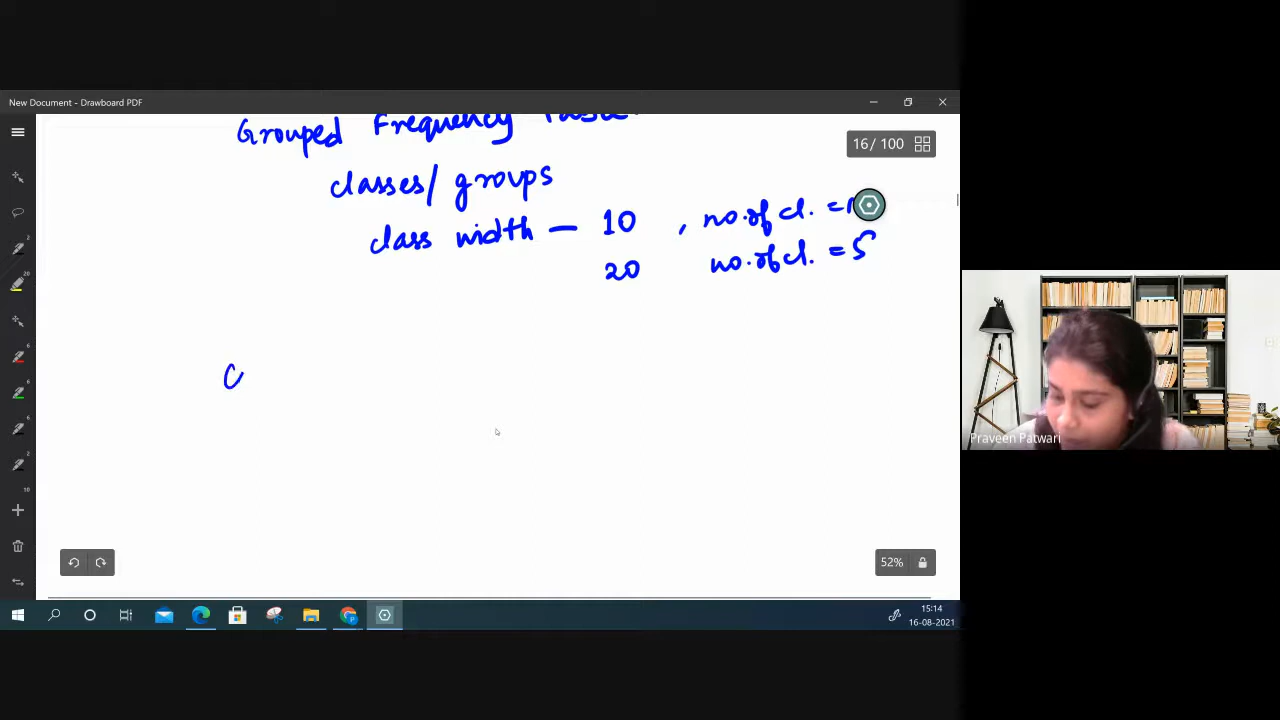 New Document - Drawboard PDF
Grouped Frequency
16 / 100
classes/ groups
class width — 10 , no.of cl. =
20 no.of cl. = 5
C
Praveen Patwari
52%
15:14
16-08-2021